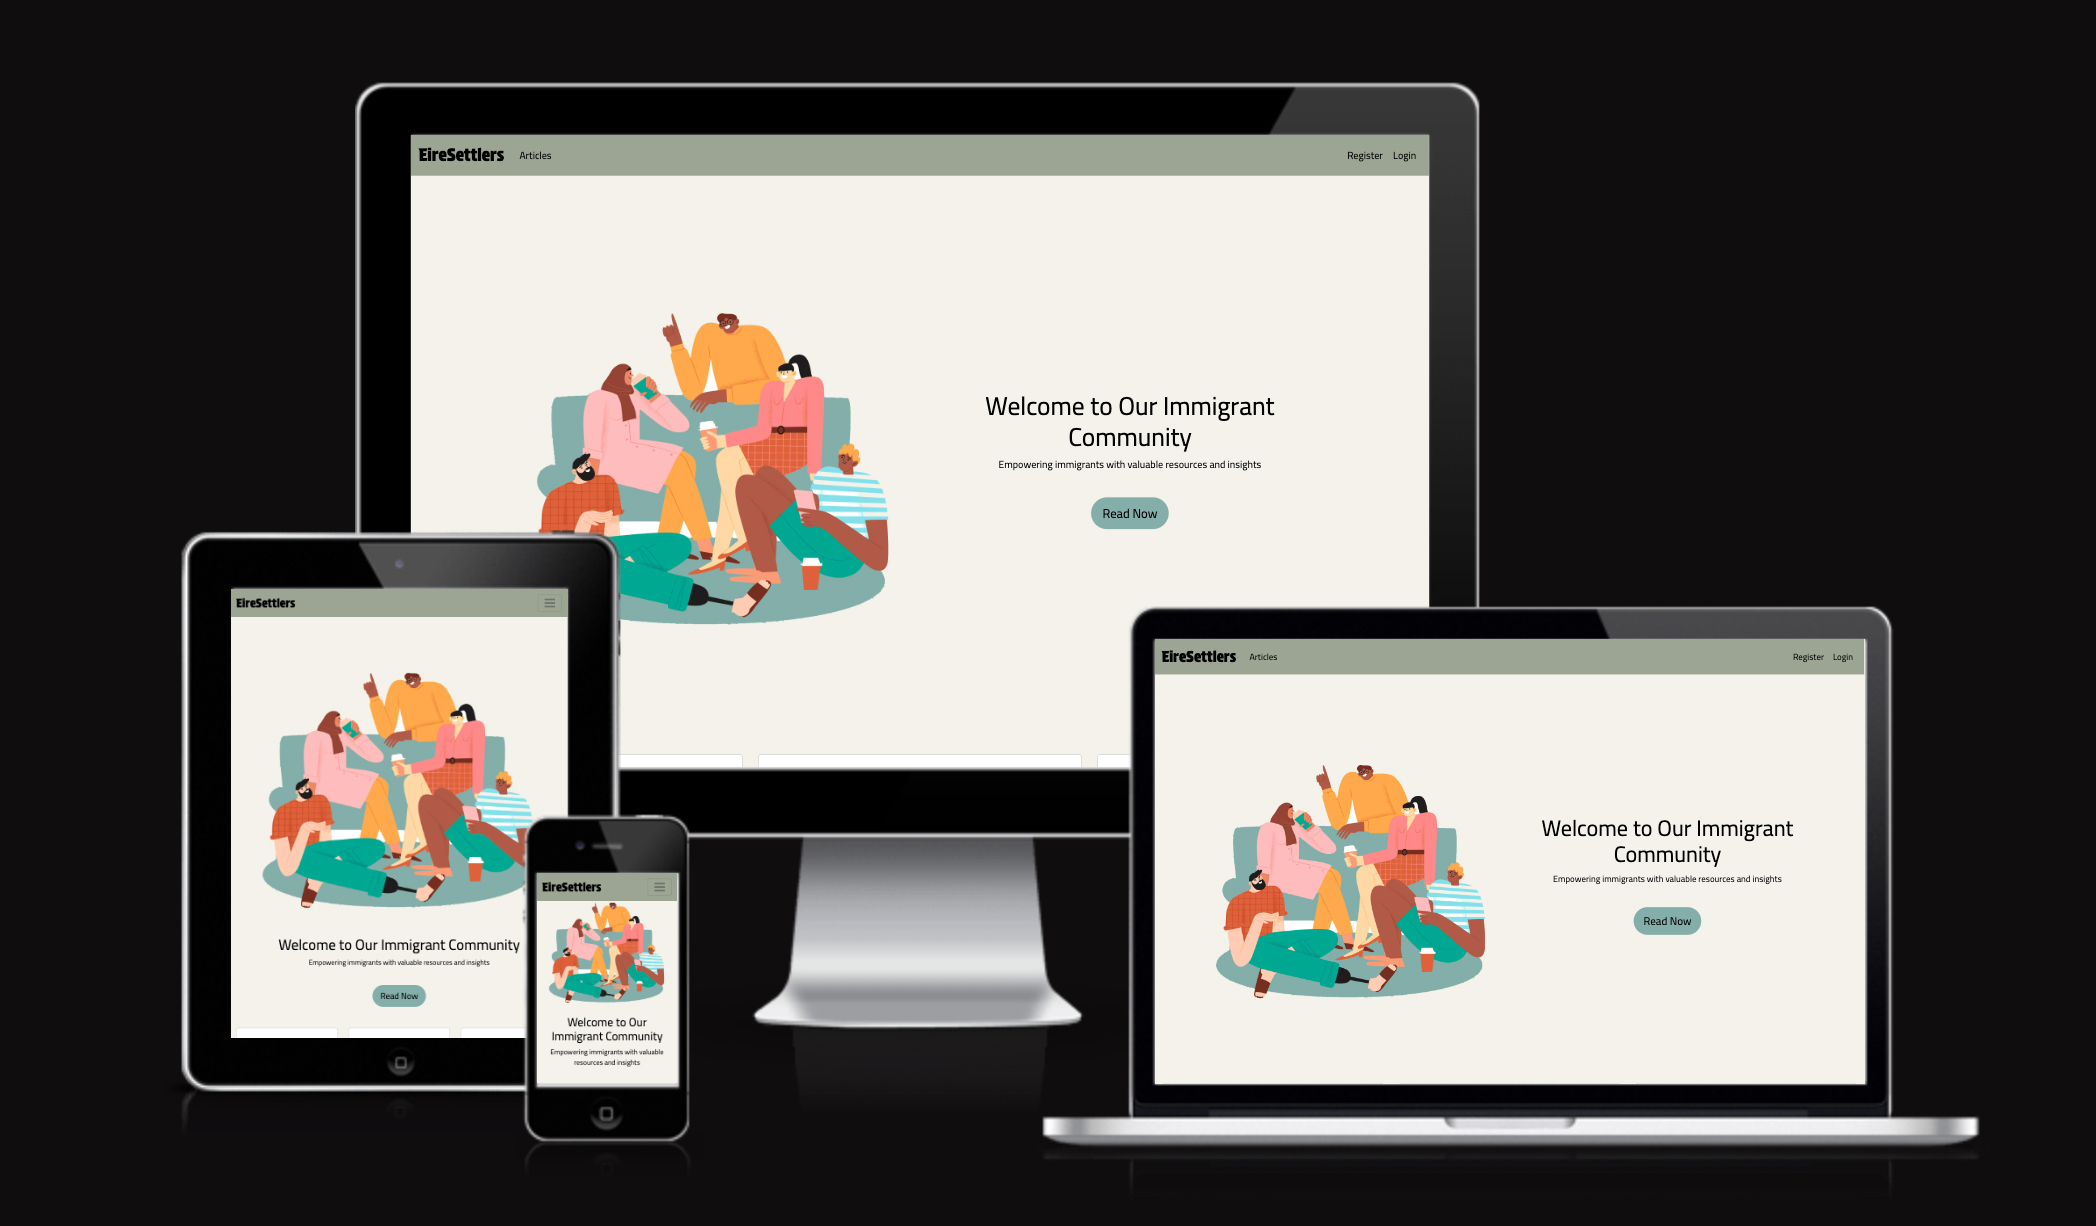 EireSettlers Articles Register Login
Welcome to Our Immigrant
Community
Empowering immigrants with valuable resources and insights
Read Now
EireSettlers
Welcome to Our Immigrant Community
Empowering immigrants with valuable resources and insights
Read Now
EireSettlers
Welcome to Our
Immigrant Community
Empowering immigrants with valuable
resources and insights
EireSettlers Articles Register Login
Welcome to Our Immigrant
Community
Empowering immigrants with valuable resources and insights
Read Now